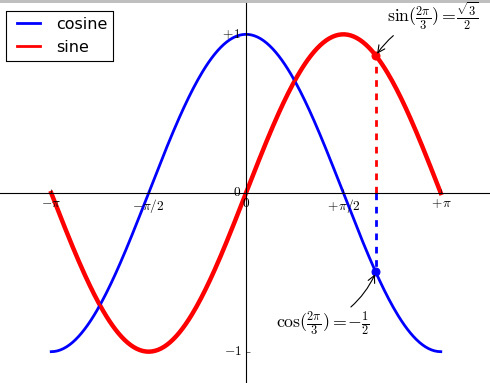 cosine
sine
sin(2π/3)=√3/2
+1
0
−π
−π/2
0
+π/2
+π
cos(2π/3)=−1/2
−1